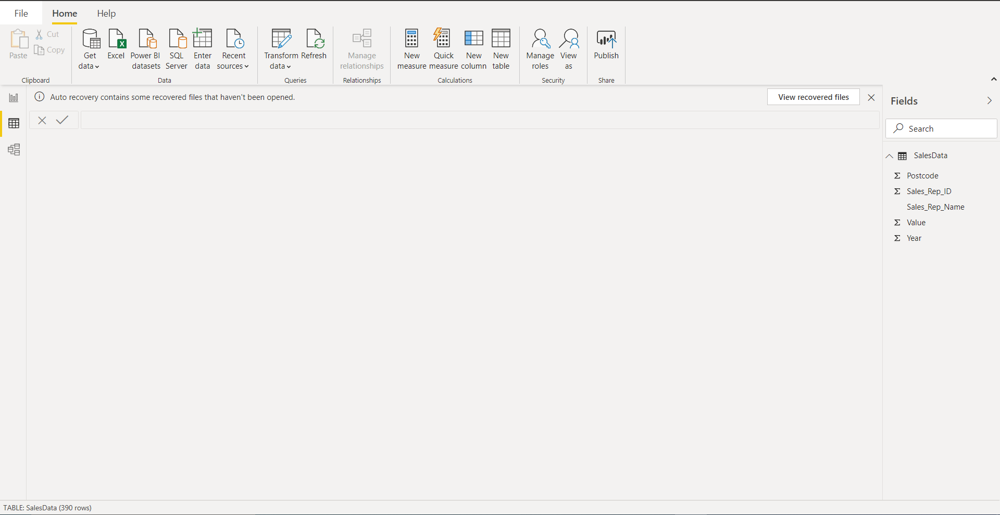 File Home Help
Paste
Cut
Copy
Clipboard
Get data
Excel
Power BI datasets
SQL Server
Enter data
Recent sources
Data
Transform data
Refresh
Queries
Manage relationships
Relationships
New measure
Quick measure
New column
New table
Calculations
Manage roles
View as
Security
Publish
Share
Auto recovery contains some recovered files that haven't been opened.
View recovered files
Fields
Search
SalesData
Σ Postcode
Σ Sales_Rep_ID
Sales_Rep_Name
Σ Value
Σ Year
TABLE: SalesData (390 rows)